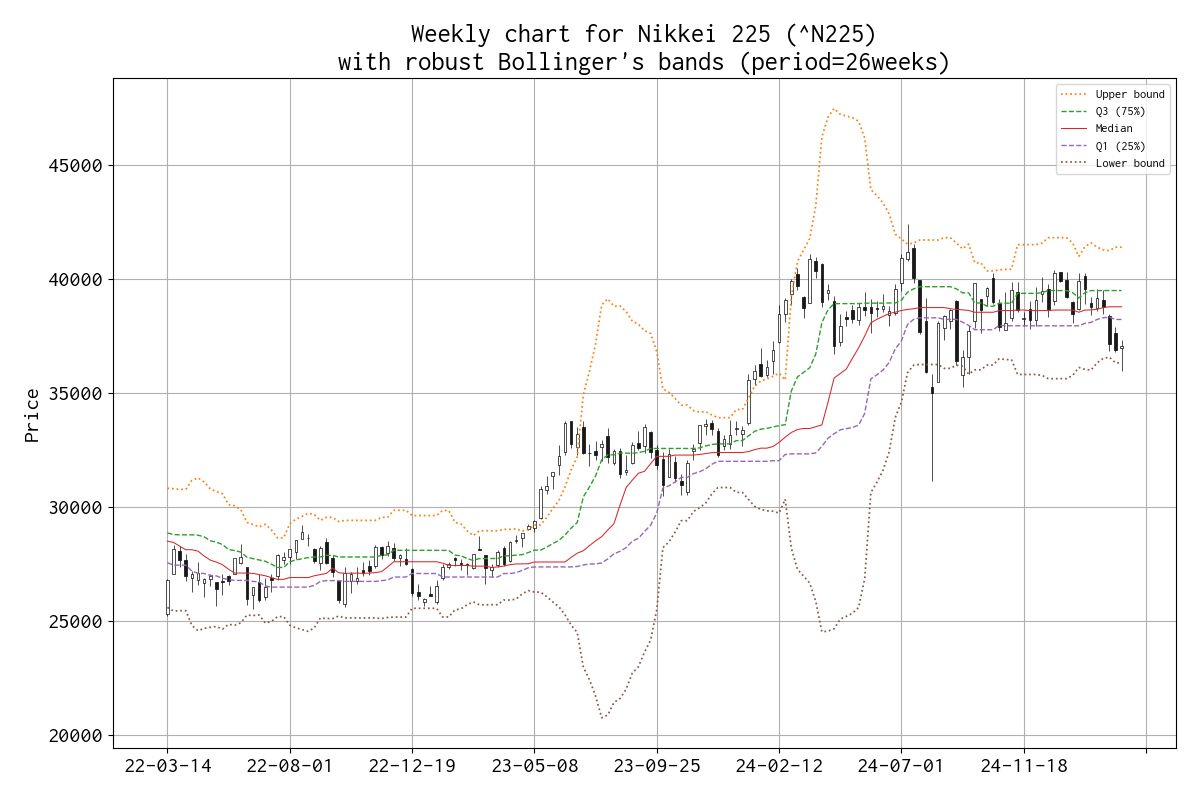 Weekly chart for Nikkei 225 (^N225)
with robust Bollinger's bands (period=26weeks)
Upper bound
Q3 (75%)
Median
Q1 (25%)
Lower bound
Price
45000
40000
35000
30000
25000
20000
22-03-14
22-08-01
22-12-19
23-05-08
23-09-25
24-02-12
24-07-01
24-11-18